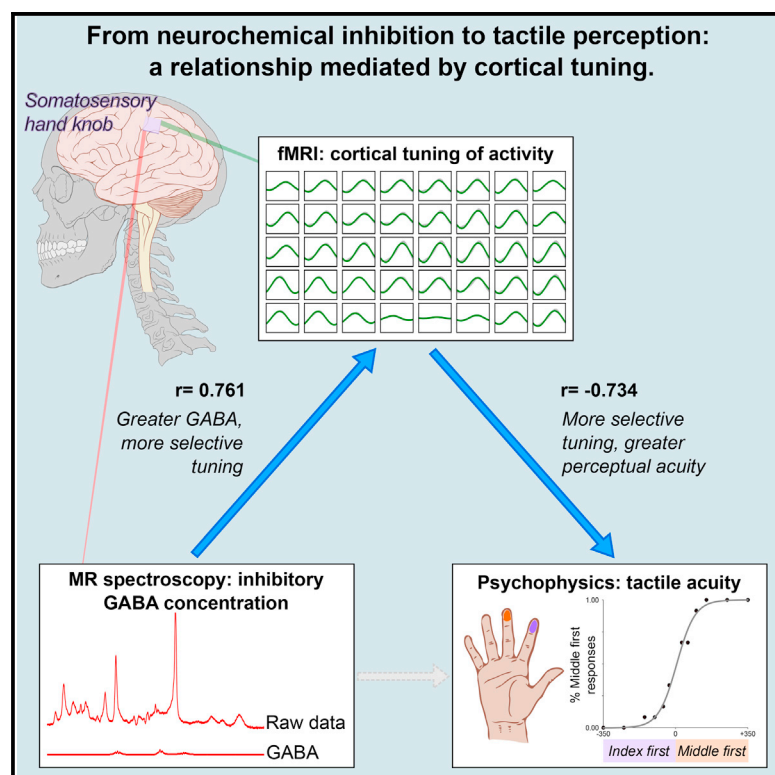 From neurochemical inhibition to tactile perception:
a relationship mediated by cortical tuning.
Somatosensory
hand knob
fMRI: cortical tuning of activity
r= 0.761
Greater GABA,
more selective
tuning
r= -0.734
More selective
tuning, greater
perceptual acuity
MR spectroscopy: inhibitory
GABA concentration
Raw data
GABA
Psychophysics: tactile acuity
% Middle first
responses
1.00
0.00
-350
0
+350
Index first
Middle first